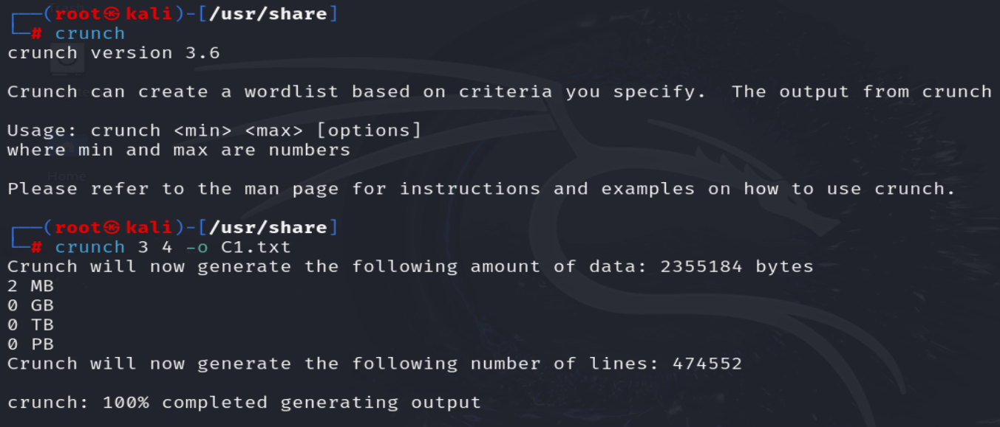 ┌──(root㉿kali)-[/usr/share]
└─# crunch
crunch version 3.6
Crunch can create a wordlist based on criteria you specify.  The output from crunch
Usage: crunch <min> <max> [options]
where min and max are numbers
Home
Please refer to the man page for instructions and examples on how to use crunch.
┌──(root㉿kali)-[/usr/share]
└─# crunch 3 4 -o C1.txt
Crunch will now generate the following amount of data: 2355184 bytes
2 MB
0 GB
0 TB
0 PB
Crunch will now generate the following number of lines: 474552
crunch: 100% completed generating output